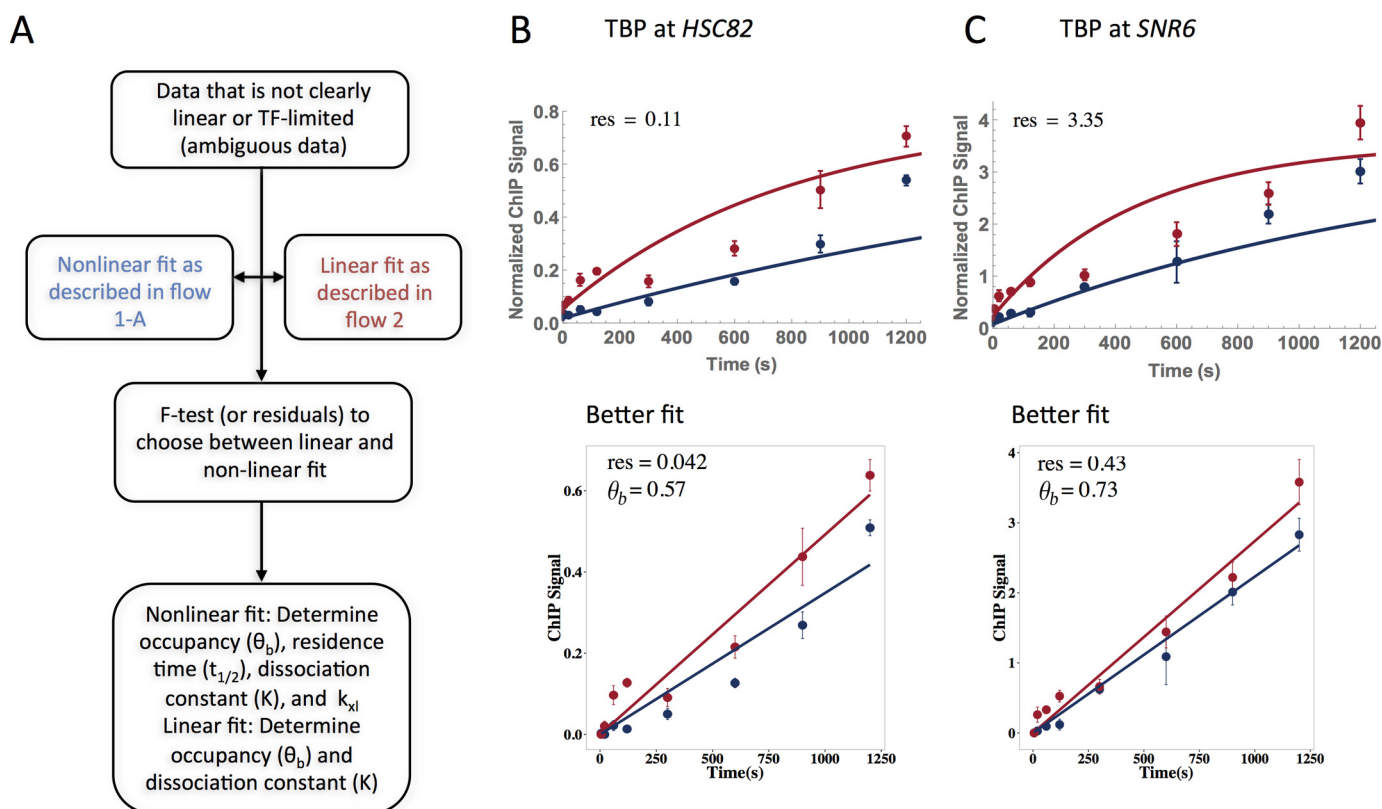 A
Data that is not clearly
linear or TF-limited
(ambiguous data)
Nonlinear fit as
described in flow
1-A
Linear fit as
described in
flow 2
F-test (or residuals) to
choose between linear and
non-linear fit
Nonlinear fit: Determine
occupancy (θb), residence
time (t1/2), dissociation
constant (K), and kxl
Linear fit: Determine
occupancy (θb) and
dissociation constant (K)
B
TBP at HSC82
res = 0.11
Normalized ChIP Signal
0.8
0.6
0.4
0.2
0.0
0 200 400 600 800 1000 1200
Time (s)
Better fit
res = 0.042
θb = 0.57
ChIP Signal
0.6
0.4
0.2
0.0
0 250 500 750 1000 1250
Time(s)
C
TBP at SNR6
res = 3.35
Normalized ChIP Signal
4
3
2
1
0
0 200 400 600 800 1000 1200
Time (s)
Better fit
res = 0.43
θb = 0.73
ChIP Signal
4
3
2
1
0
0 250 500 750 1000 1250
Time(s)